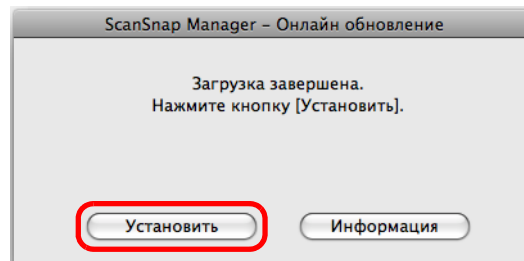 ScanSnap Manager – Онлайн обновление
Загрузка завершена.
Нажмите кнопку [Установить].
Установить
Информация